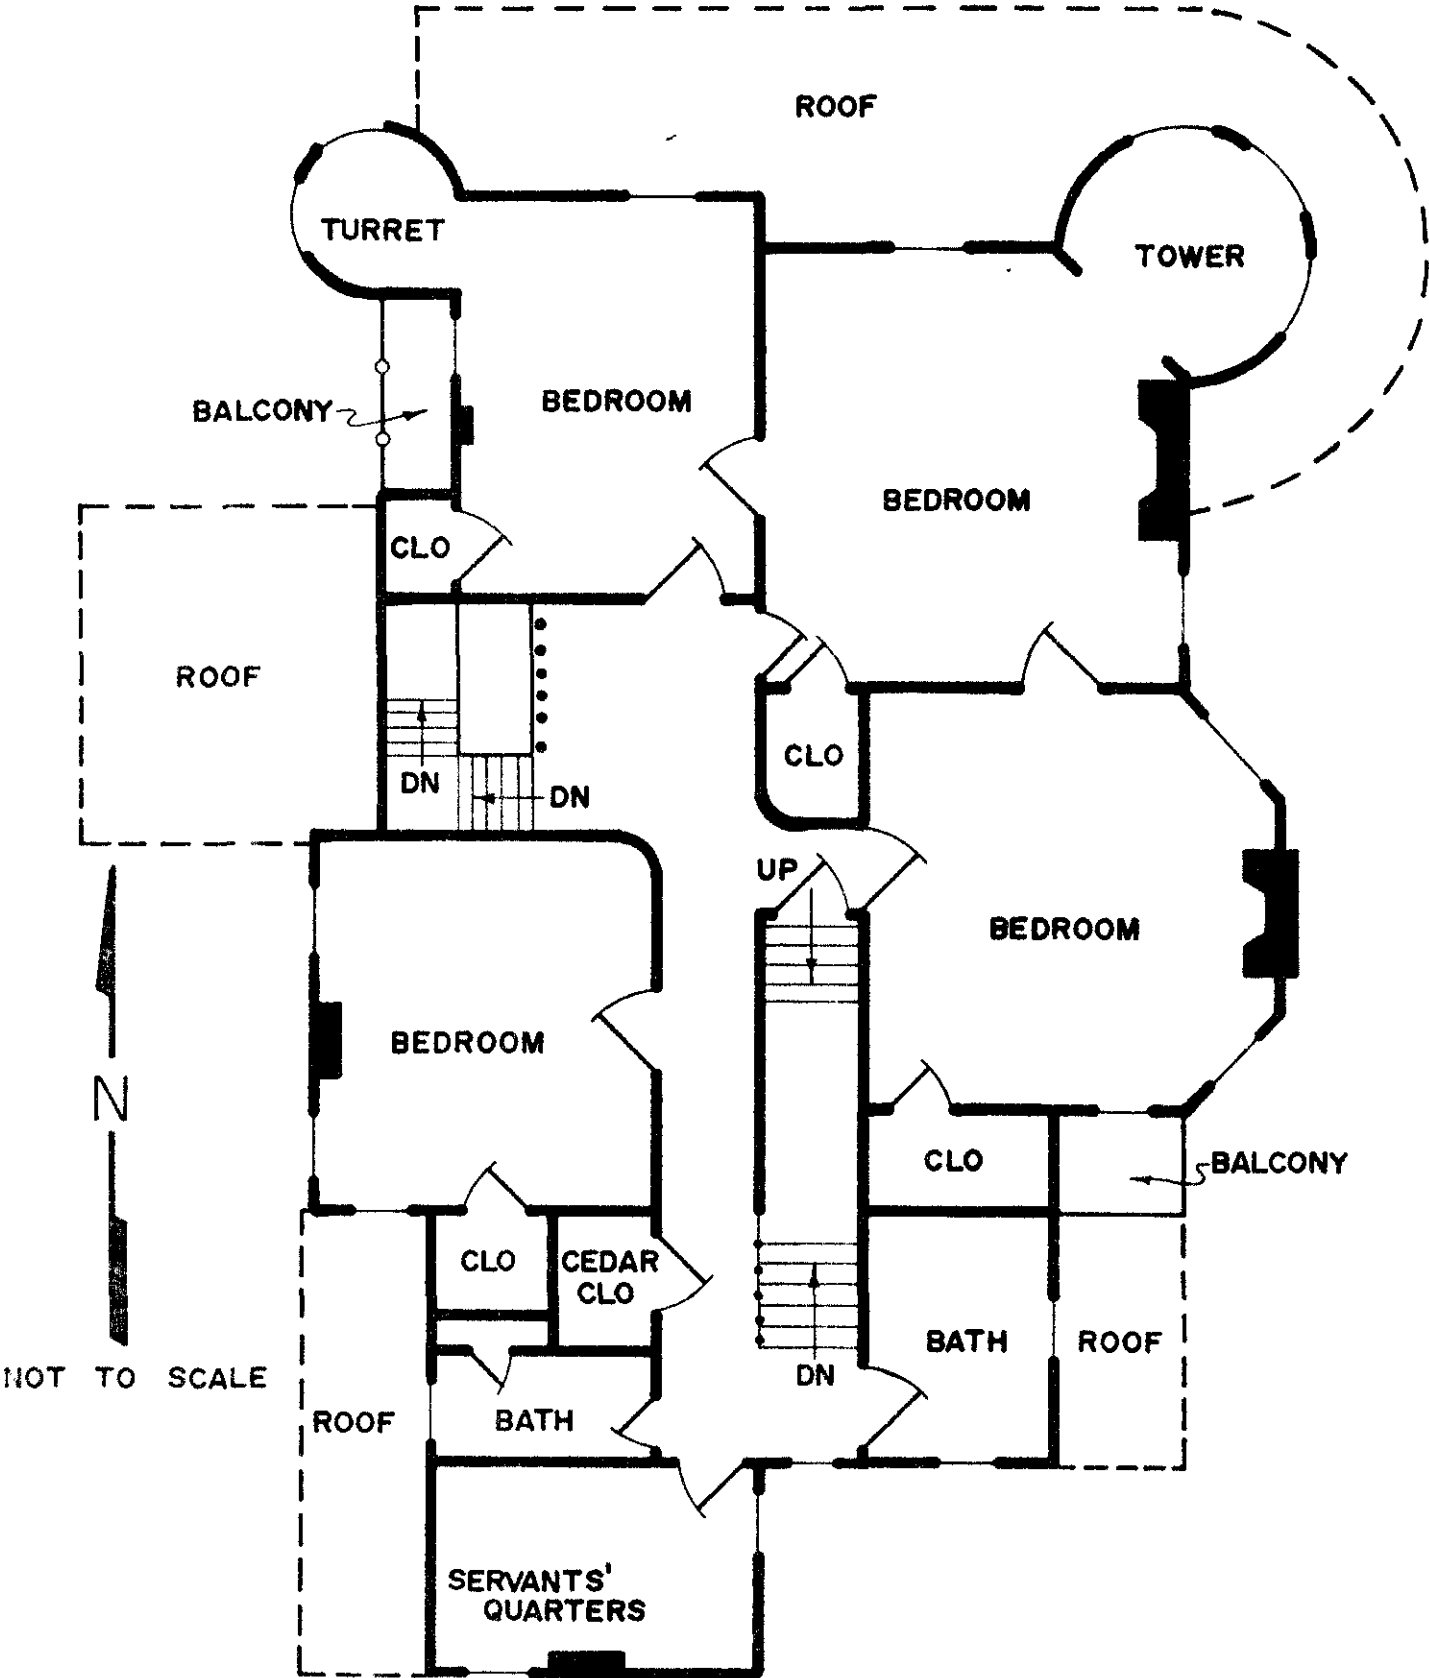 ROOF
TURRET
TOWER
BALCONY
BEDROOM
BEDROOM
CLO
ROOF
CLO
DN
DN
UP
BEDROOM
BEDROOM
N
CLO
BALCONY
CLO
CEDAR
CLO
BATH
ROOF
DN
NOT TO SCALE
ROOF
BATH
SERVANTS'
QUARTERS